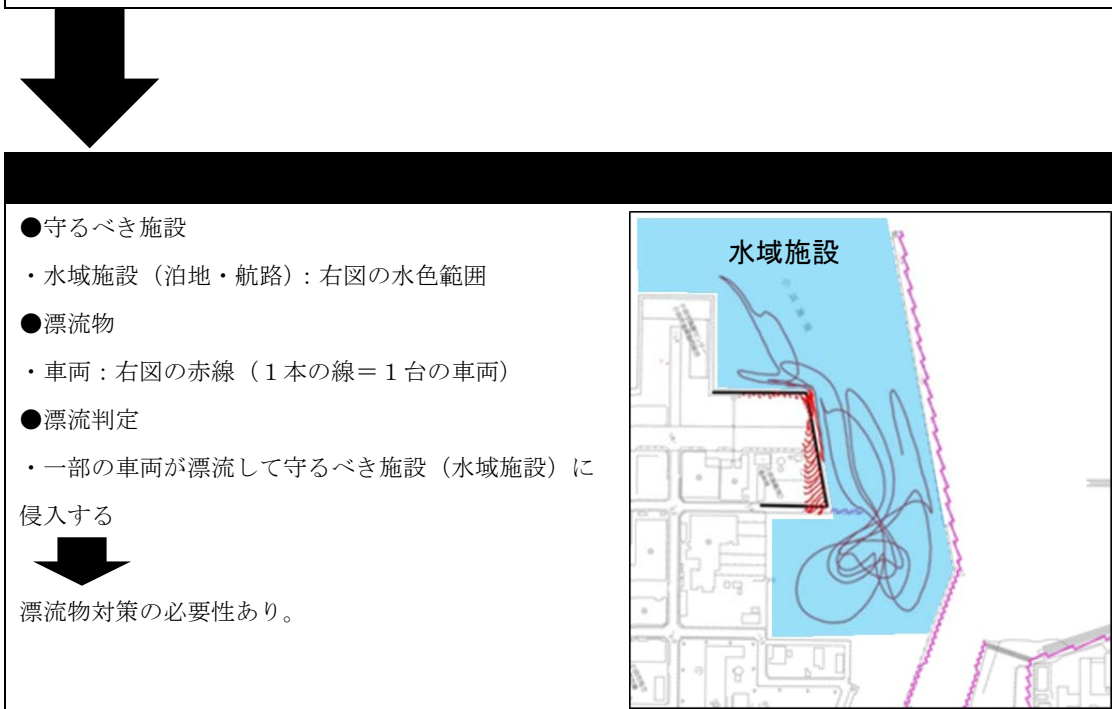 ●守るべき施設
・水域施設（泊地・航路）：右図の水色範囲
●漂流物
・車両：右図の赤線（１本の線＝１台の車両）
●漂流判定
・一部の車両が漂流して守るべき施設（水域施設）に
侵入する
漂流物対策の必要性あり。
水域施設